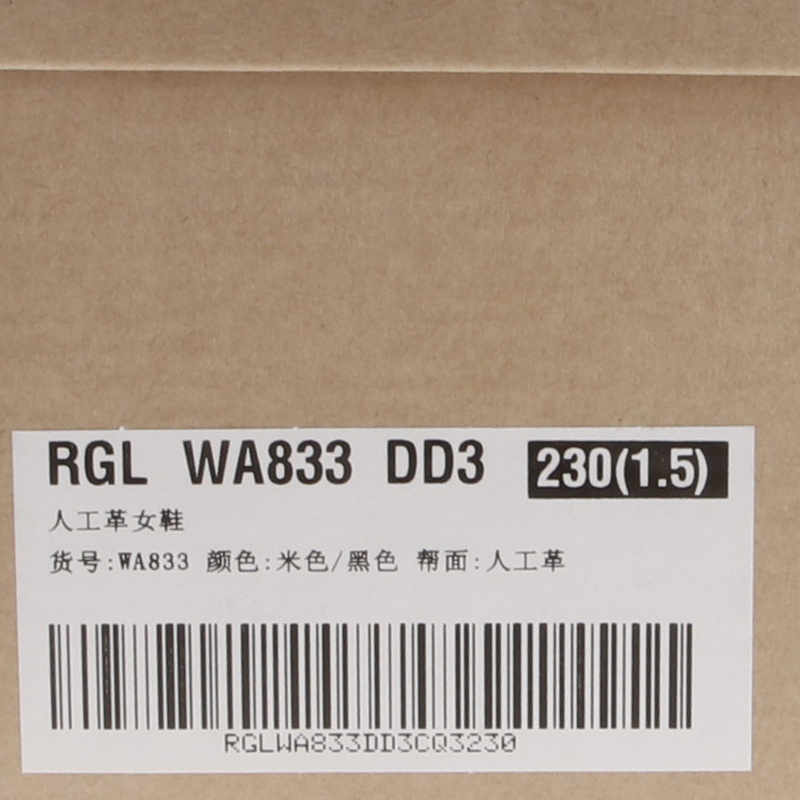 RGL WA833 DD3 230(1.5)
人工革女鞋
货号:WA833 颜色:米色/黑色 帮面:人工革
RGLWA833DD3CQ3230